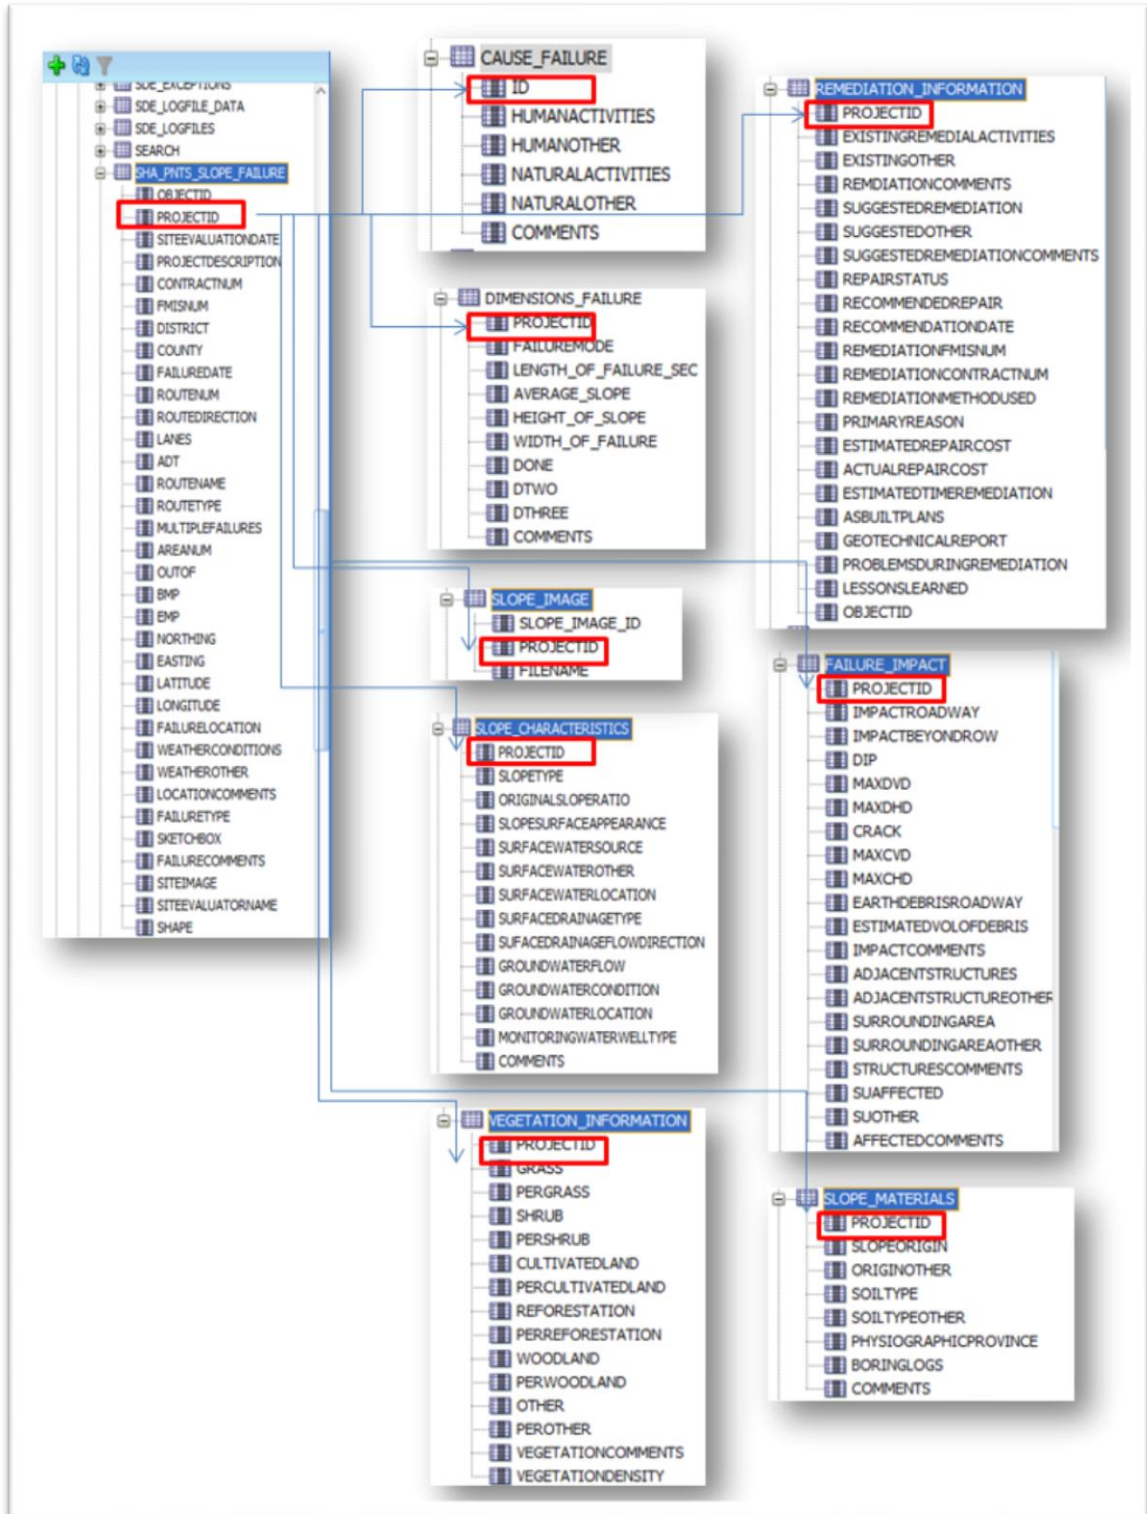 SDE_EXCEPTIONS
SDE_LOGFILE_DATA
SDE_LOGFILES
SEARCH
SHA_PNTS_SLOPE_FAILURE
OBJECTID
PROJECTID
SITEEVALUATIONDATE
PROJECTDESCRIPTION
CONTRACTNUM
FMISNUM
DISTRICT
COUNTY
FAILUREDATE
ROUTENUM
ROUTEDIRECTION
LANES
ADT
ROUTENAME
ROUTETYPE
MULTIPLEFAILURES
AREANUM
OUTOF
BMP
EMP
NORTHING
EASTING
LATITUDE
LONGITUDE
FAILURELOCATION
WEATHERCONDITIONS
WEATHEROTHER
LOCATIONCOMMENTS
FAILURETYPE
SKETCHBOX
FAILURECOMMENTS
SITEIMAGE
SITEEVALUATORNAME
SHAPE
CAUSE_FAILURE
ID
HUMANACTIVITIES
HUMANOTHER
NATURALACTIVITIES
NATURALOTHER
COMMENTS
DIMENSIONS_FAILURE
PROJECTID
FAILUREMODE
LENGTH_OF_FAILURE_SEC
AVERAGE_SLOPE
HEIGHT_OF_SLOPE
WIDTH_OF_FAILURE
DONE
DTWO
DTHREE
COMMENTS
SLOPE_IMAGE
SLOPE_IMAGE_ID
PROJECTID
FILENAME
SLOPE_CHARACTERISTICS
PROJECTID
SLOPETYPE
ORIGINALSLOPERATIO
SLOPESURFACEAPPEARANCE
SURFACEWATERSOURCE
SURFACEWATEROTHER
SURFACEWATERLOCATION
SURFACEDRAINAGETYPE
SUFACEDRAINAGEFLOWDIRECTION
GROUNDWATERFLOW
GROUNDWATERCONDITION
GROUNDWATERLOCATION
MONITORINGWATERWELLTYPE
COMMENTS
VEGETATION_INFORMATION
PROJECTID
GRASS
PERGRASS
SHRUB
PERSHRUB
CULTIVATEDLAND
PERCULTIVATEDLAND
REFORESTATION
PERREFORESTATION
WOODLAND
PERWOODLAND
OTHER
PEROTHER
VEGETATIONCOMMENTS
VEGETATIONDENSITY
REMEDIATION_INFORMATION
PROJECTID
EXISTINGREMEDIALACTIVITIES
EXISTINGOTHER
REMDIATIONCOMMENTS
SUGGESTEDREMEDIATION
SUGGESTEDOTHER
SUGGESTEDREMEDIATIONCOMMENTS
REPAIRSTATUS
RECOMMENDEDREPAIR
RECOMMENDATIONDATE
REMEDIATIONFMISNUM
REMEDIATIONCONTRACTNUM
REMEDIATIONMETHODUSED
PRIMARYREASON
ESTIMATEDREPAIRCOST
ACTUALREPAIRCOST
ESTIMATEDTIMEREMEDIATION
ASBUILTPLANS
GEOTECHNICALREPORT
PROBLEMSDURINGREMEDIATION
LESSONSLEARNED
OBJECTID
FAILURE_IMPACT
PROJECTID
IMPACTROADWAY
IMPACTBEYONDROW
DIP
MAXDVD
MAXDHD
CRACK
MAXCVD
MAXCHD
EARTHDEBRISROADWAY
ESTIMATEDVOLOFDEBRIS
IMPACTCOMMENTS
ADJACENTSTRUCTURES
ADJACENTSTRUCTUREOTHER
SURROUNDINGAREA
SURROUNDINGAREAOTHER
STRUCTURESCOMMENTS
SUAFFECTED
SUOTHER
AFFECTEDCOMMENTS
SLOPE_MATERIALS
PROJECTID
SLOPEORIGIN
ORIGINOTHER
SOILTYPE
SOILTYPEOTHER
PHYSIOGRAPHICPROVINCE
BORINGLOGS
COMMENTS